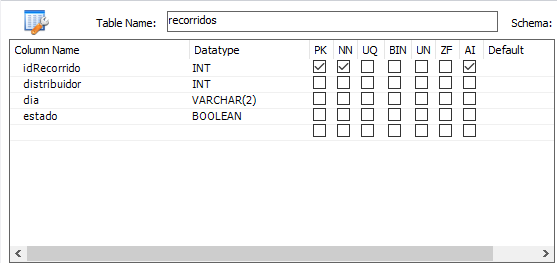 Table Name: recorridos Schema:
Column Name Datatype PK NN UQ BIN UN ZF AI Default
idRecorrido INT
distribuidor INT
dia VARCHAR(2)
estado BOOLEAN